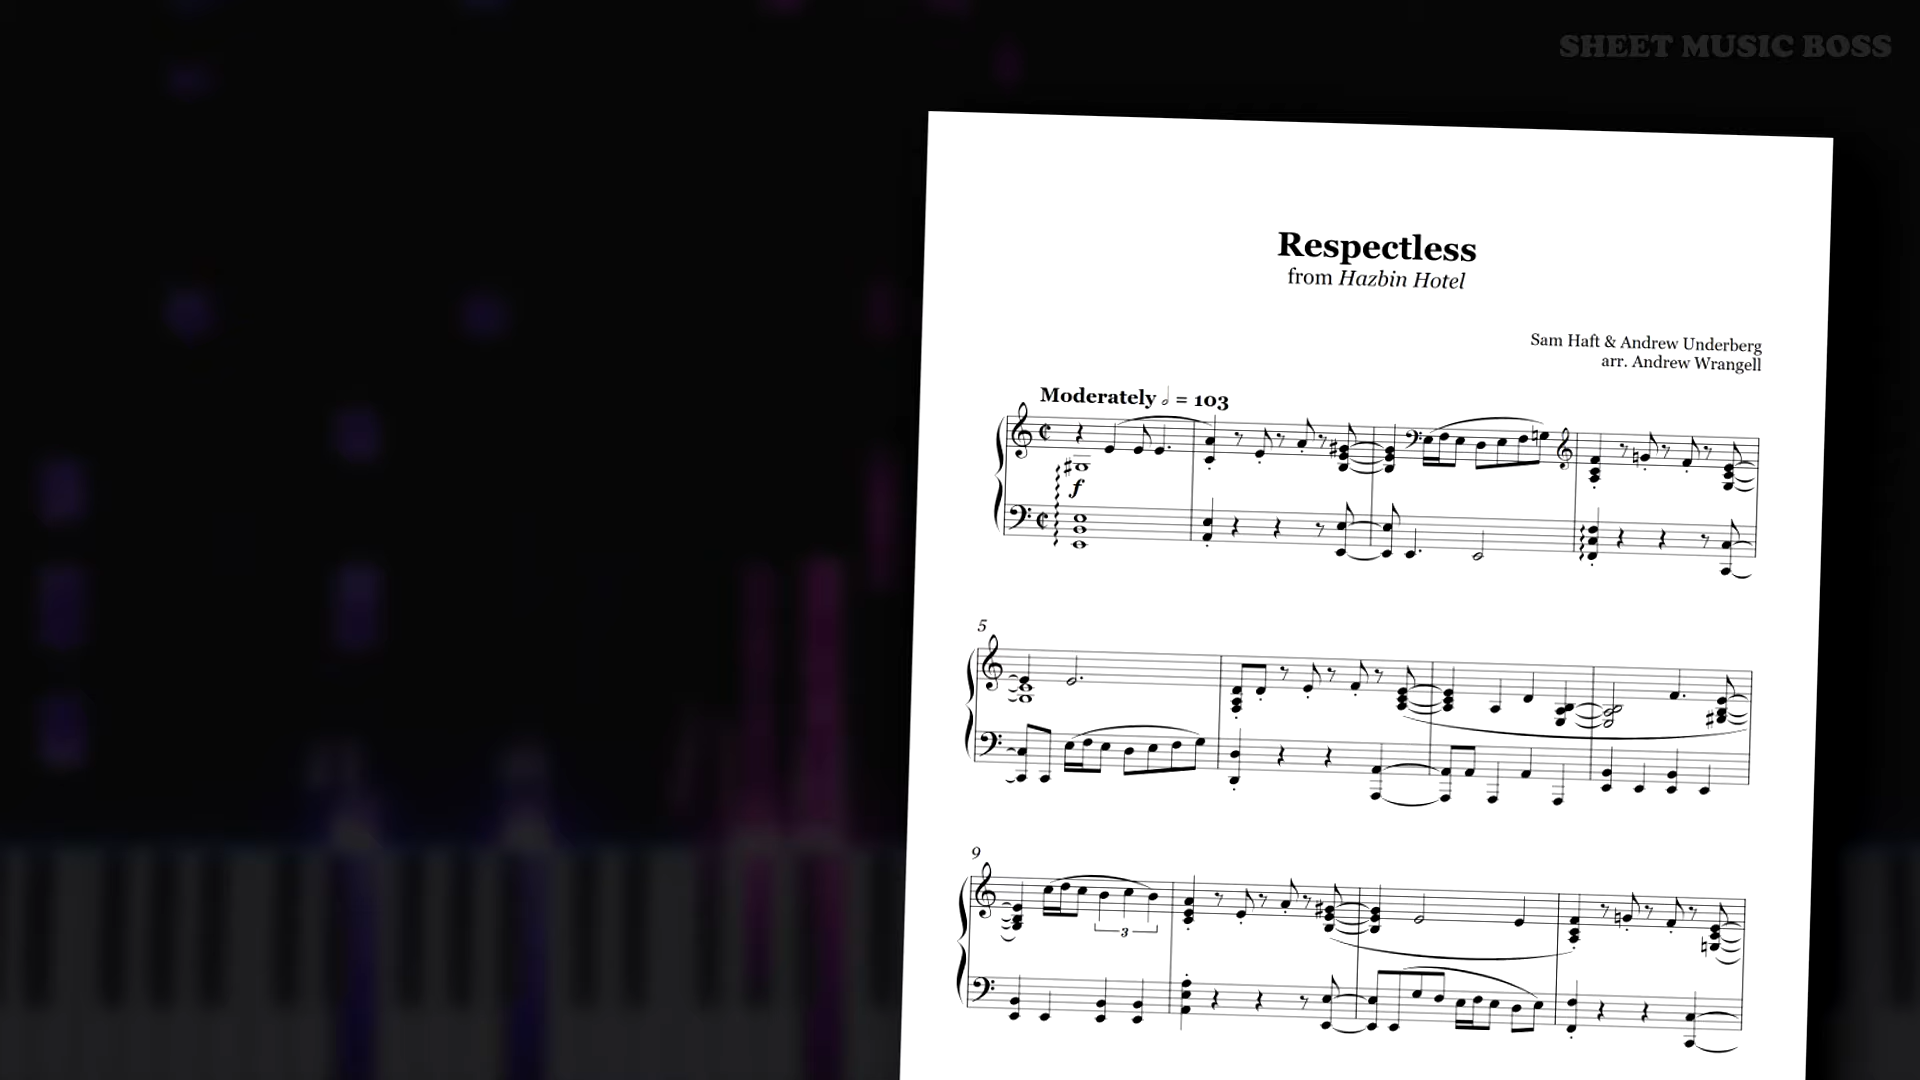 SHEET MUSIC BOSS
Respectless
from Hazbin Hotel
Sam Haft & Andrew Underberg
arr. Andrew Wrangell
Moderately 𝅗𝅥 = 103
f
5
9
3